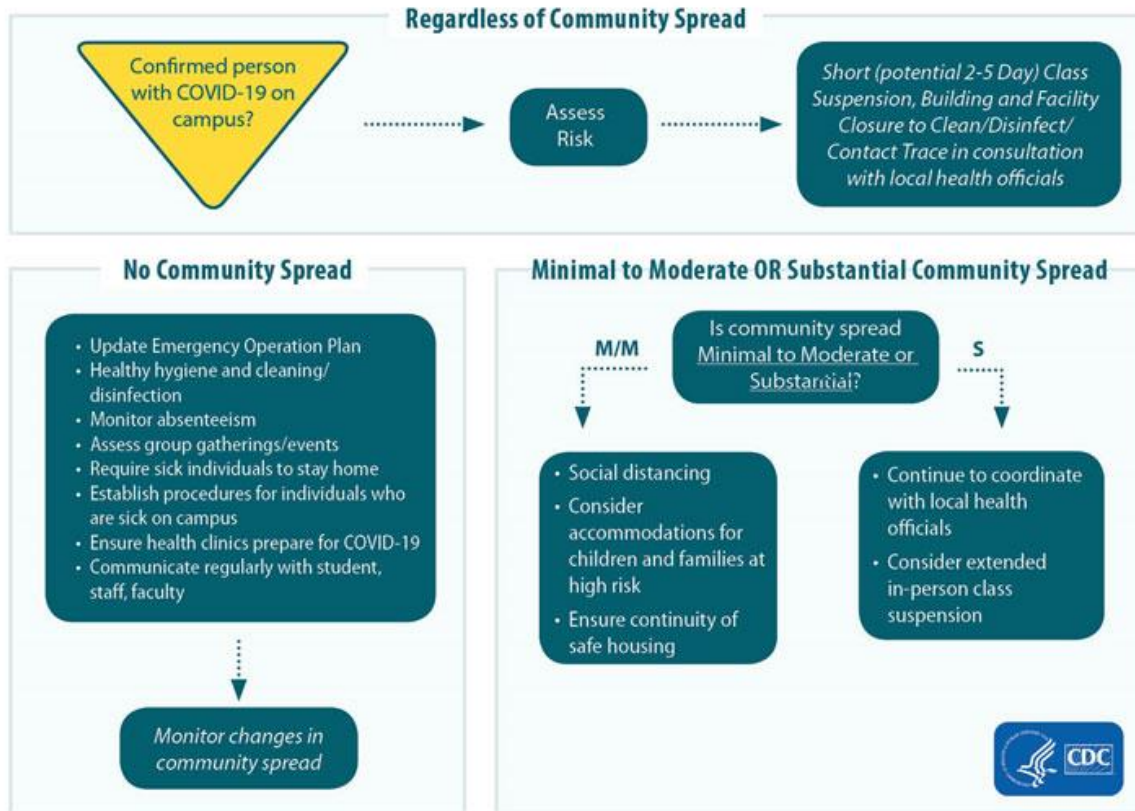 Regardless of Community Spread
Confirmed person
with COVID-19 on
campus?
Assess
Risk
Short (potential 2-5 Day) Class
Suspension, Building and Facility
Closure to Clean/Disinfect/
Contact Trace in consultation
with local health officials
No Community Spread
• Update Emergency Operation Plan
• Healthy hygiene and cleaning/
disinfection
• Monitor absenteeism
• Assess group gatherings/events
• Require sick individuals to stay home
• Establish procedures for individuals who
are sick on campus
• Ensure health clinics prepare for COVID-19
• Communicate regularly with student,
staff, faculty
Monitor changes in
community spread
Minimal to Moderate OR Substantial Community Spread
Is community spread
Minimal to Moderate or
Substantial?
M/M
S
• Social distancing
• Consider
accommodations for
children and families at
high risk
• Ensure continuity of
safe housing
• Continue to coordinate
with local health
officials
• Consider extended
in-person class
suspension
CDC